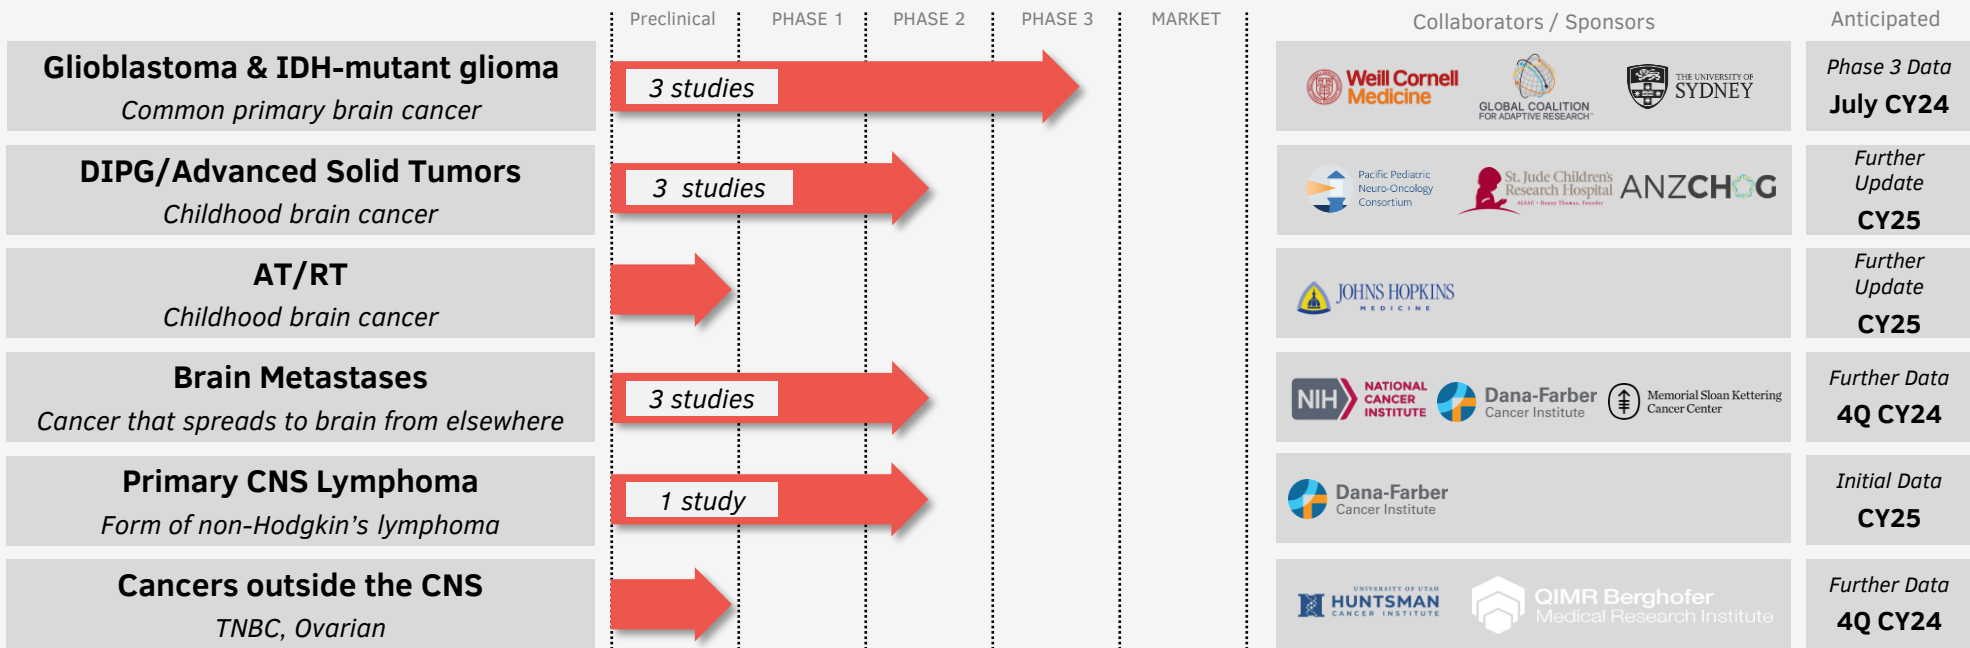 Preclinical PHASE 1 PHASE 2 PHASE 3 MARKET Collaborators / Sponsors Anticipated
Glioblastoma & IDH-mutant glioma
Common primary brain cancer
3 studies
Weill Cornell
Medicine
GLOBAL COALITION
FOR ADAPTIVE RESEARCH
THE UNIVERSITY OF
SYDNEY
Phase 3 Data
July CY24
DIPG/Advanced Solid Tumors
Childhood brain cancer
3 studies
Pacific Pediatric
Neuro-Oncology
Consortium
St. Jude Children's
Research Hospital
ALSAC • Danny Thomas, Founder
ANZCHOG
Further
Update
CY25
AT/RT
Childhood brain cancer
JOHNS HOPKINS
MEDICINE
Further
Update
CY25
Brain Metastases
Cancer that spreads to brain from elsewhere
3 studies
NIH
NATIONAL
CANCER
INSTITUTE
Dana-Farber
Cancer Institute
Memorial Sloan Kettering
Cancer Center
Further Data
4Q CY24
Primary CNS Lymphoma
Form of non-Hodgkin’s lymphoma
1 study
Dana-Farber
Cancer Institute
Initial Data
CY25
Cancers outside the CNS
TNBC, Ovarian
UNIVERSITY OF UTAH
HUNTSMAN
CANCER INSTITUTE
QIMR Berghofer
Medical Research Institute
Further Data
4Q CY24